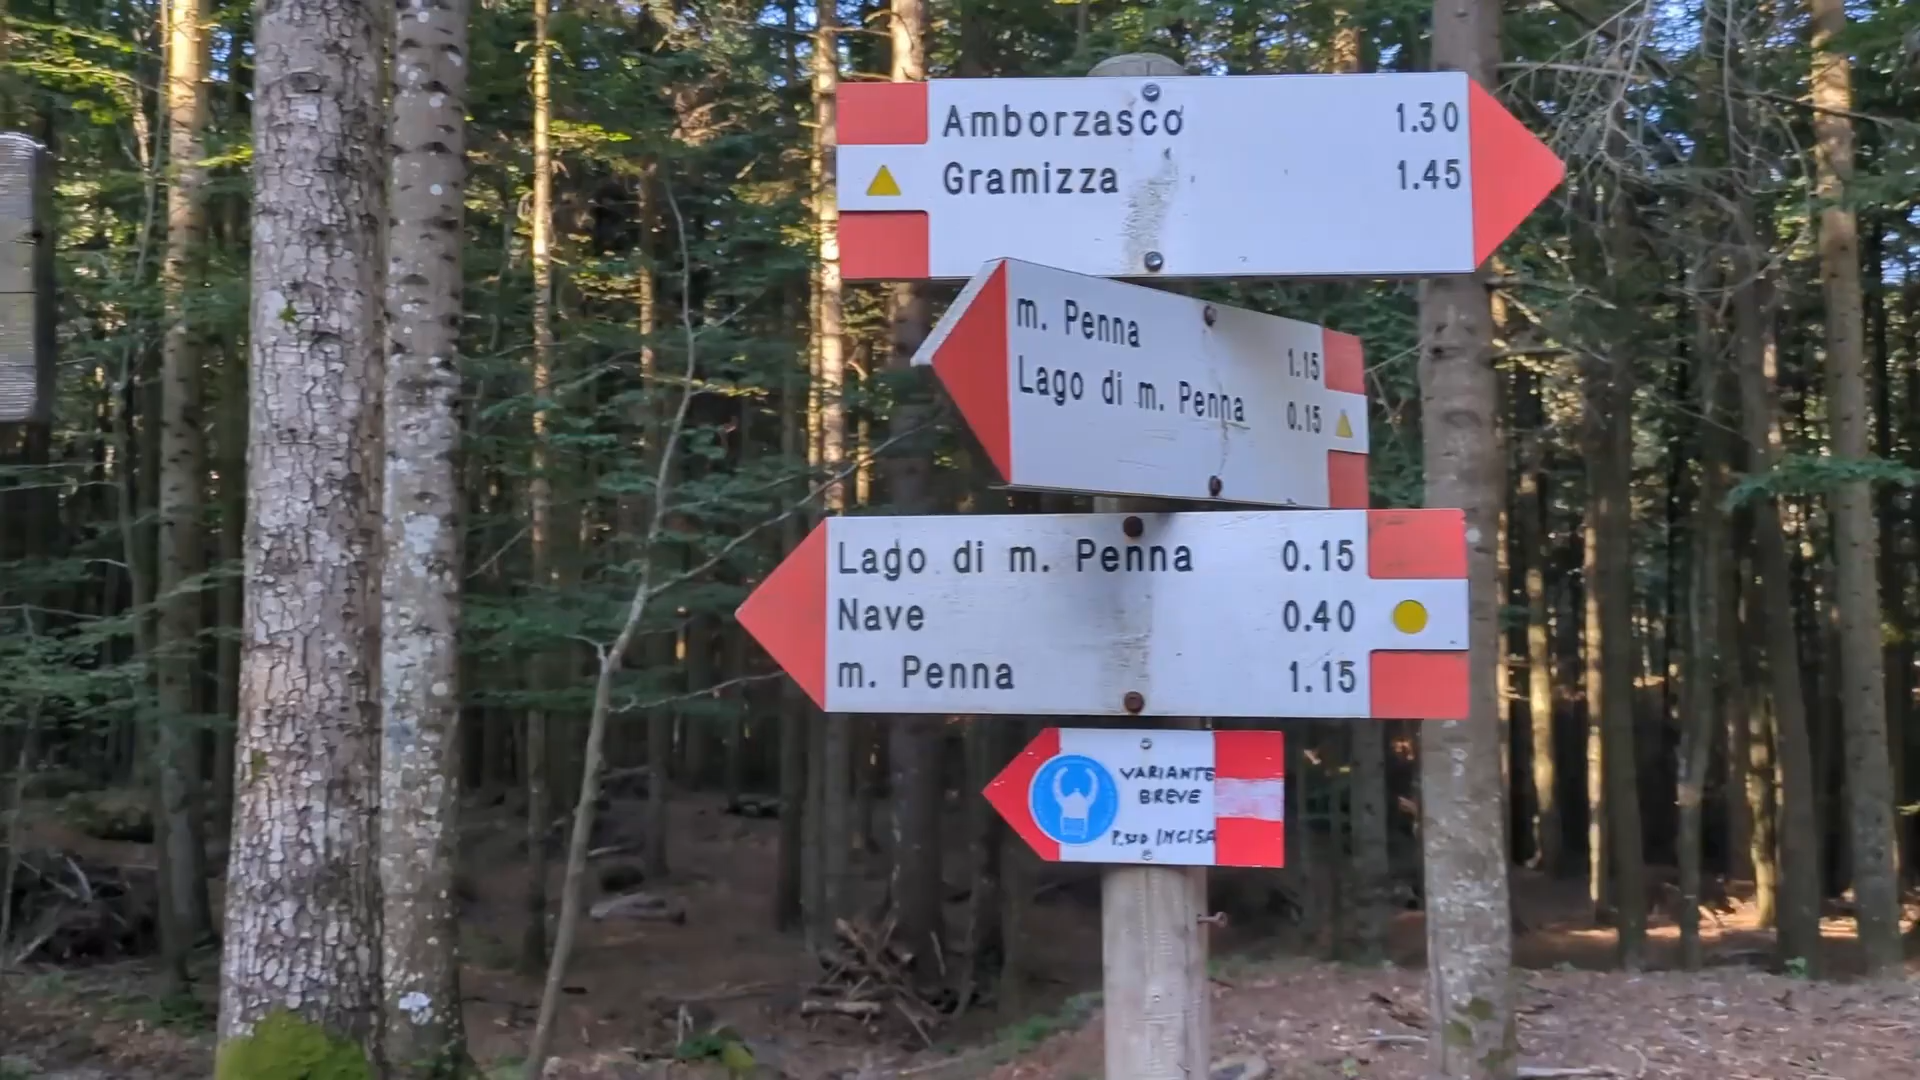 Amborzasco 1.30
Gramizza 1.45
m. Penna 1.15
Lago di m. Penna 0.15
Lago di m. Penna 0.15
Nave 0.40
m. Penna 1.15
VARIANTE
BREVE
INCISA